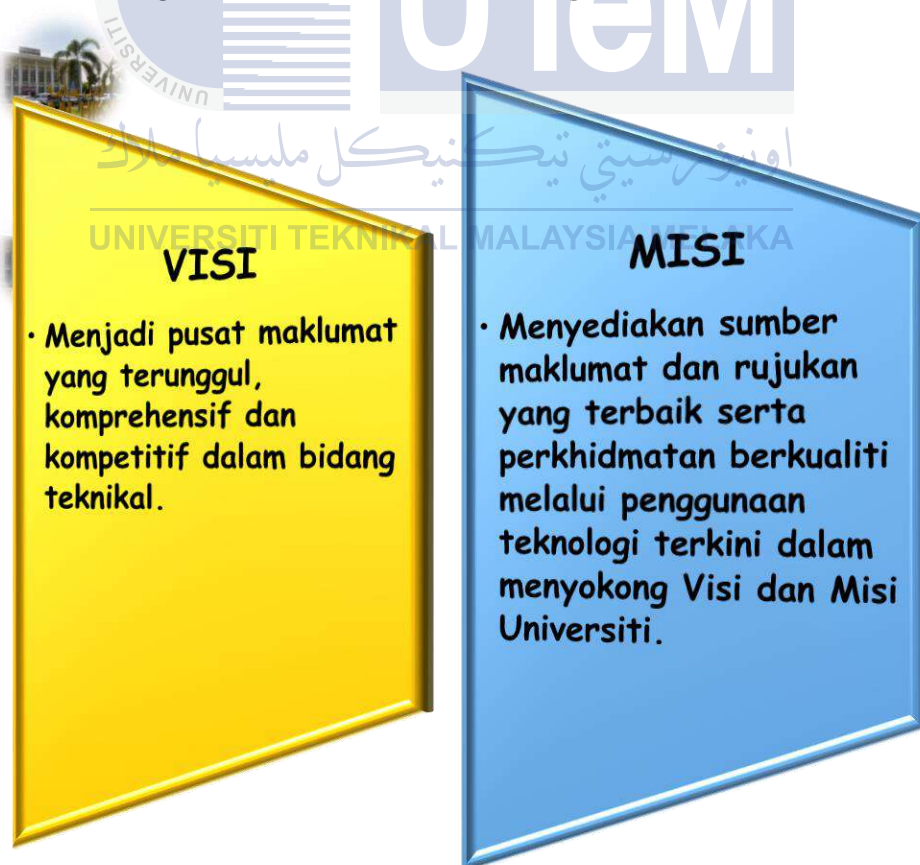 UTeM
UNIVERSITI
اونيورسيتي تيكنيكل مليسيا ملاك
UNIVERSITI TEKNIKAL MALAYSIA MELAKA
VISI
· Menjadi pusat maklumat
yang terunggul,
komprehensif dan
kompetitif dalam bidang
teknikal.
MISI
· Menyediakan sumber
maklumat dan rujukan
yang terbaik serta
perkhidmatan berkualiti
melalui penggunaan
teknologi terkini dalam
menyokong Visi dan Misi
Universiti.